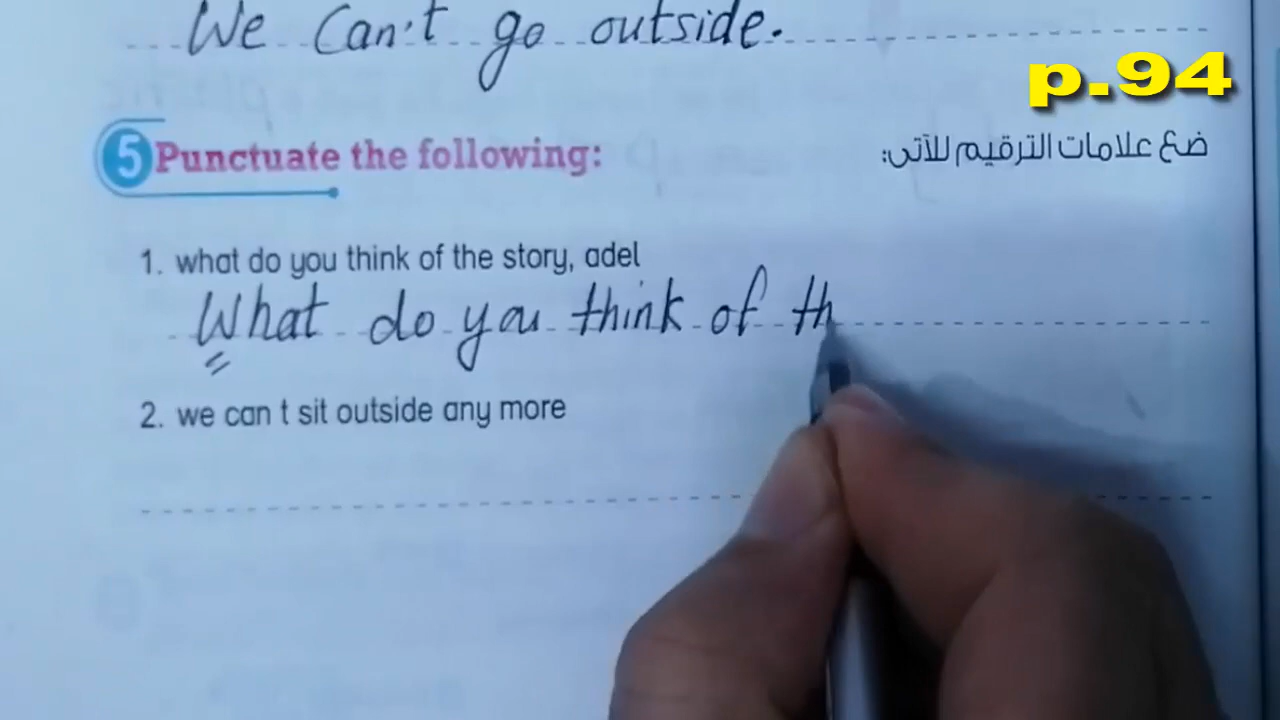 We can't go outside.
p.94
5 Punctuate the following:
ضع علامات الترقيم للآتى:
1. what do you think of the story, adel
What do you think of th
2. we can t sit outside any more